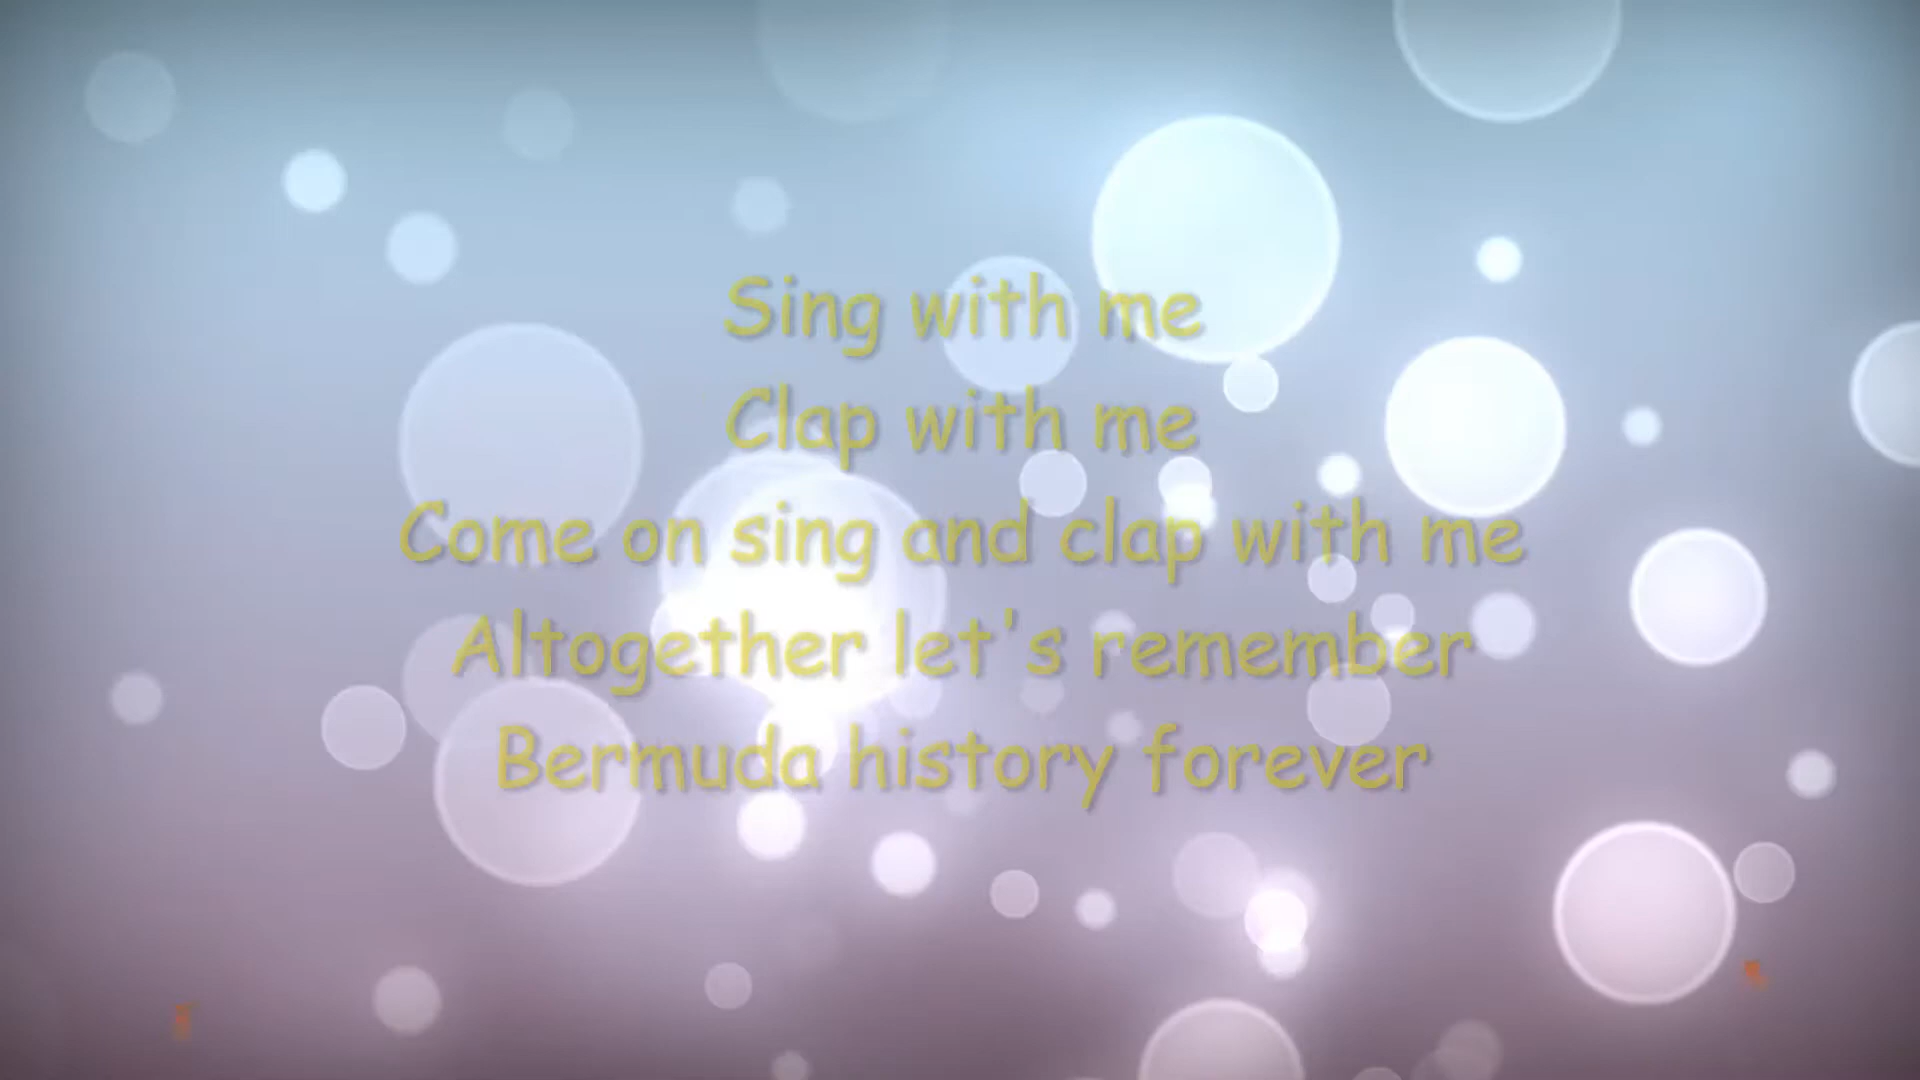 Sing with me
Clap with me
Come on sing and clap with me
Altogether let's remember
Bermuda history forever